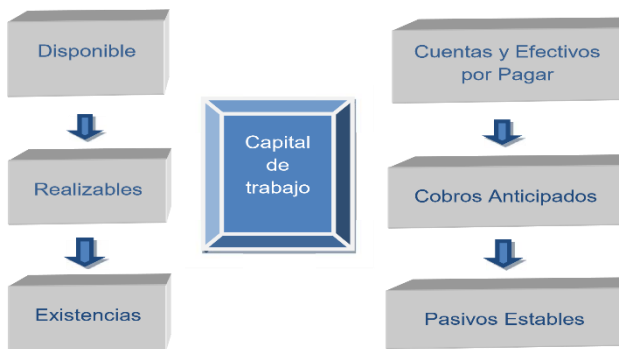 Disponible
Realizables
Existencias
Capital
de
trabajo
Cuentas y Efectivos
por Pagar
Cobros Anticipados
Pasivos Estables